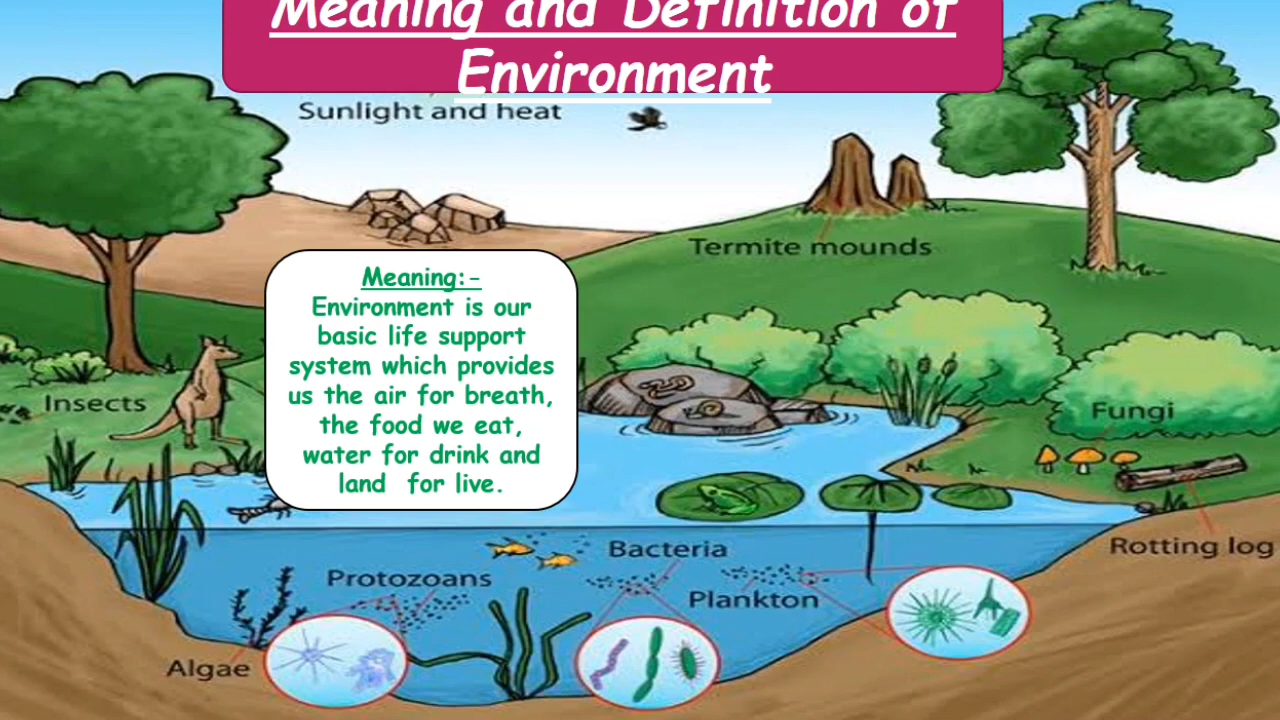 Meaning and Definition of
Environment
Sunlight and heat
Termite mounds
Meaning:-
Environment is our
basic life support
system which provides
us the air for breath,
the food we eat,
water for drink and
land for live.
Insects
Fungi
Rotting log
Bacteria
Protozoans
Plankton
Algae